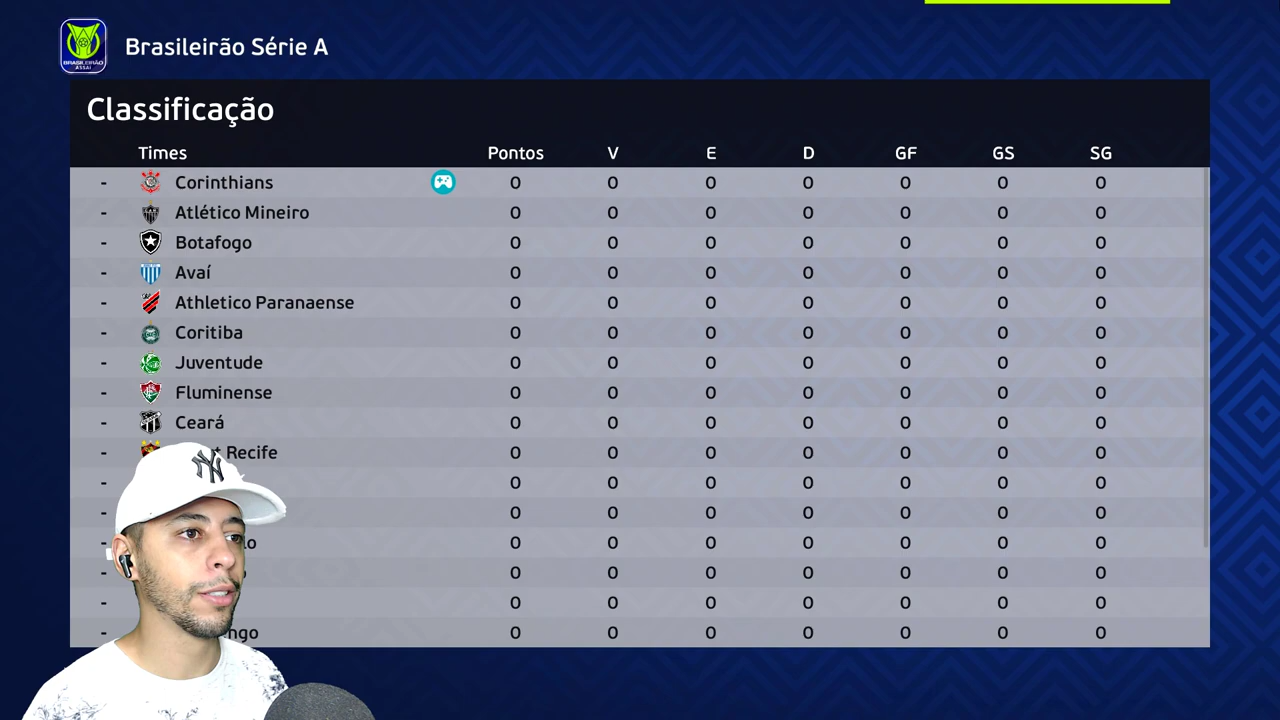 BRASILEIRÃO
ASSAÍ
Brasileirão Série A
Classificação
Times Pontos V E D GF GS SG
- Corinthians 0 0 0 0 0 0 0
- Atlético Mineiro 0 0 0 0 0 0 0
- Botafogo 0 0 0 0 0 0 0
- Avaí 0 0 0 0 0 0 0
- Athletico Paranaense 0 0 0 0 0 0 0
- Coritiba 0 0 0 0 0 0 0
- Juventude 0 0 0 0 0 0 0
- Fluminense 0 0 0 0 0 0 0
- Ceará 0 0 0 0 0 0 0
- Recife 0 0 0 0 0 0 0
- 0 0 0 0 0 0 0
- 0 0 0 0 0 0 0
- 0 0 0 0 0 0 0
- 0 0 0 0 0 0 0
- 0 0 0 0 0 0 0
- 0 0 0 0 0 0 0
NY